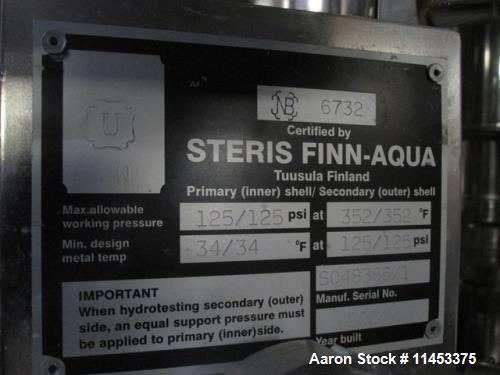 U
W
NB 6732
Certified by
STERIS FINN-AQUA
Tuusula Finland
Primary (inner) shell/ Secondary (outer) shell
Max.allowable working pressure 125/125 psi at 352/352 °F
Min. design metal temp 34/34 °F at 125/125 psi
IMPORTANT
When hydrotesting secondary (outer)
side, an equal support pressure must
be applied to primary (inner)side.
S048386/1
Manuf. Serial No.
Year built
Aaron Stock # 11453375